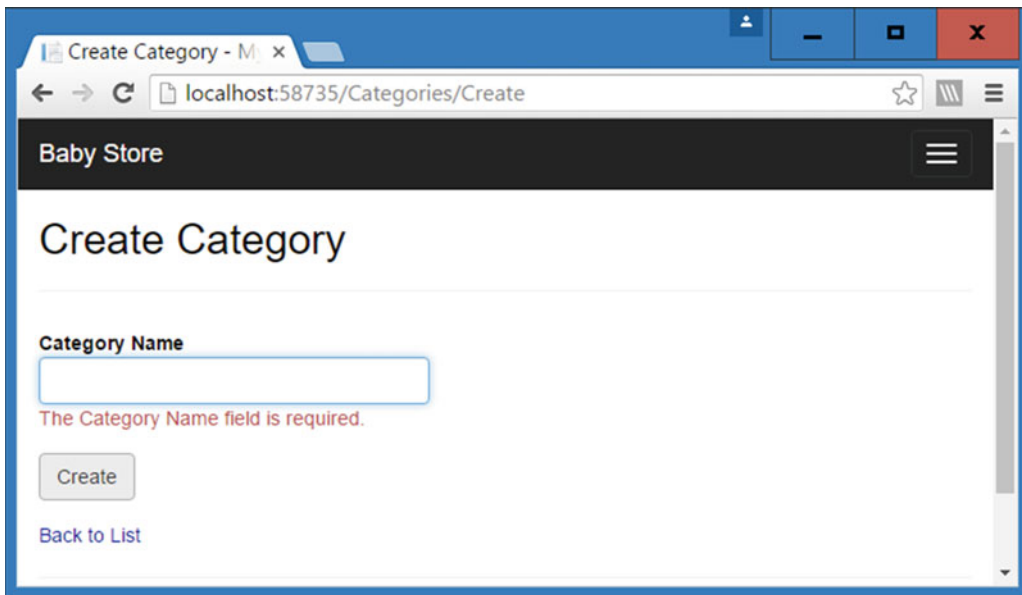 Create Category - M
localhost:58735/Categories/Create
Baby Store
Create Category
Category Name
The Category Name field is required.
Create
Back to List